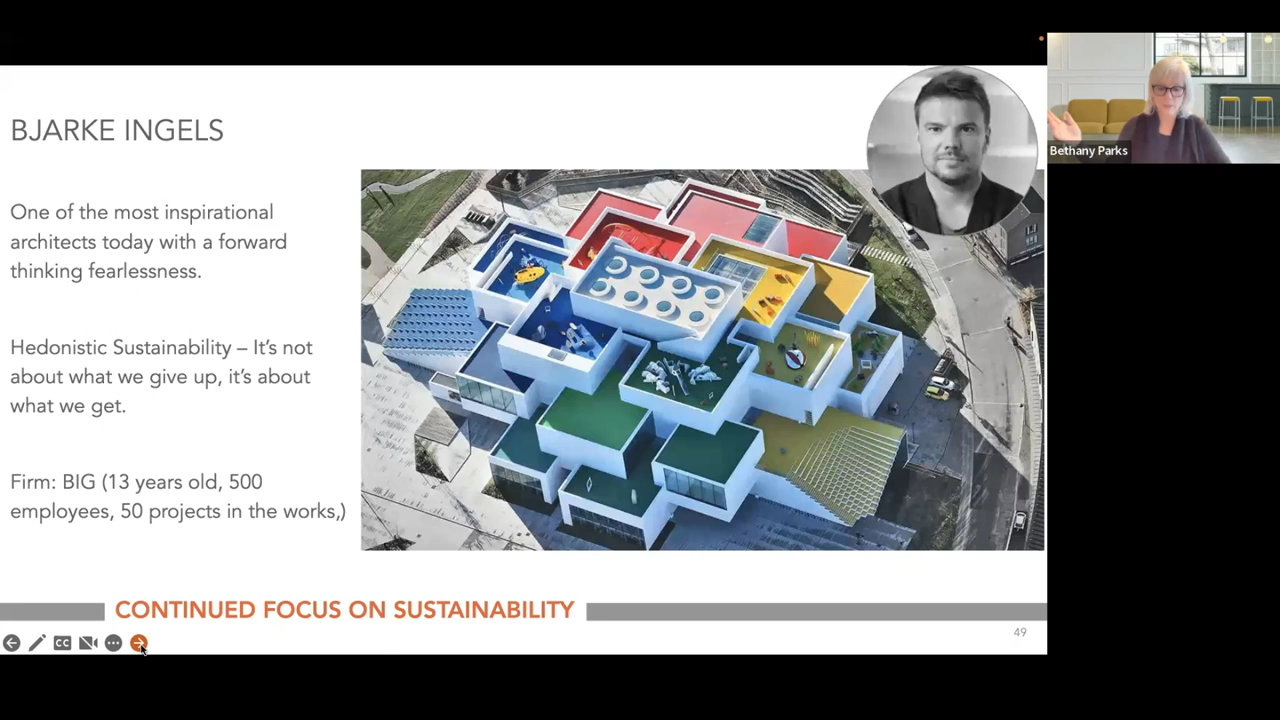 BJARKE INGELS
Bethany Parks
One of the most inspirational
architects today with a forward
thinking fearlessness.
Hedonistic Sustainability – It’s not
about what we give up, it’s about
what we get.
Firm: BIG (13 years old, 500
employees, 50 projects in the works,)
CONTINUED FOCUS ON SUSTAINABILITY
49
CC